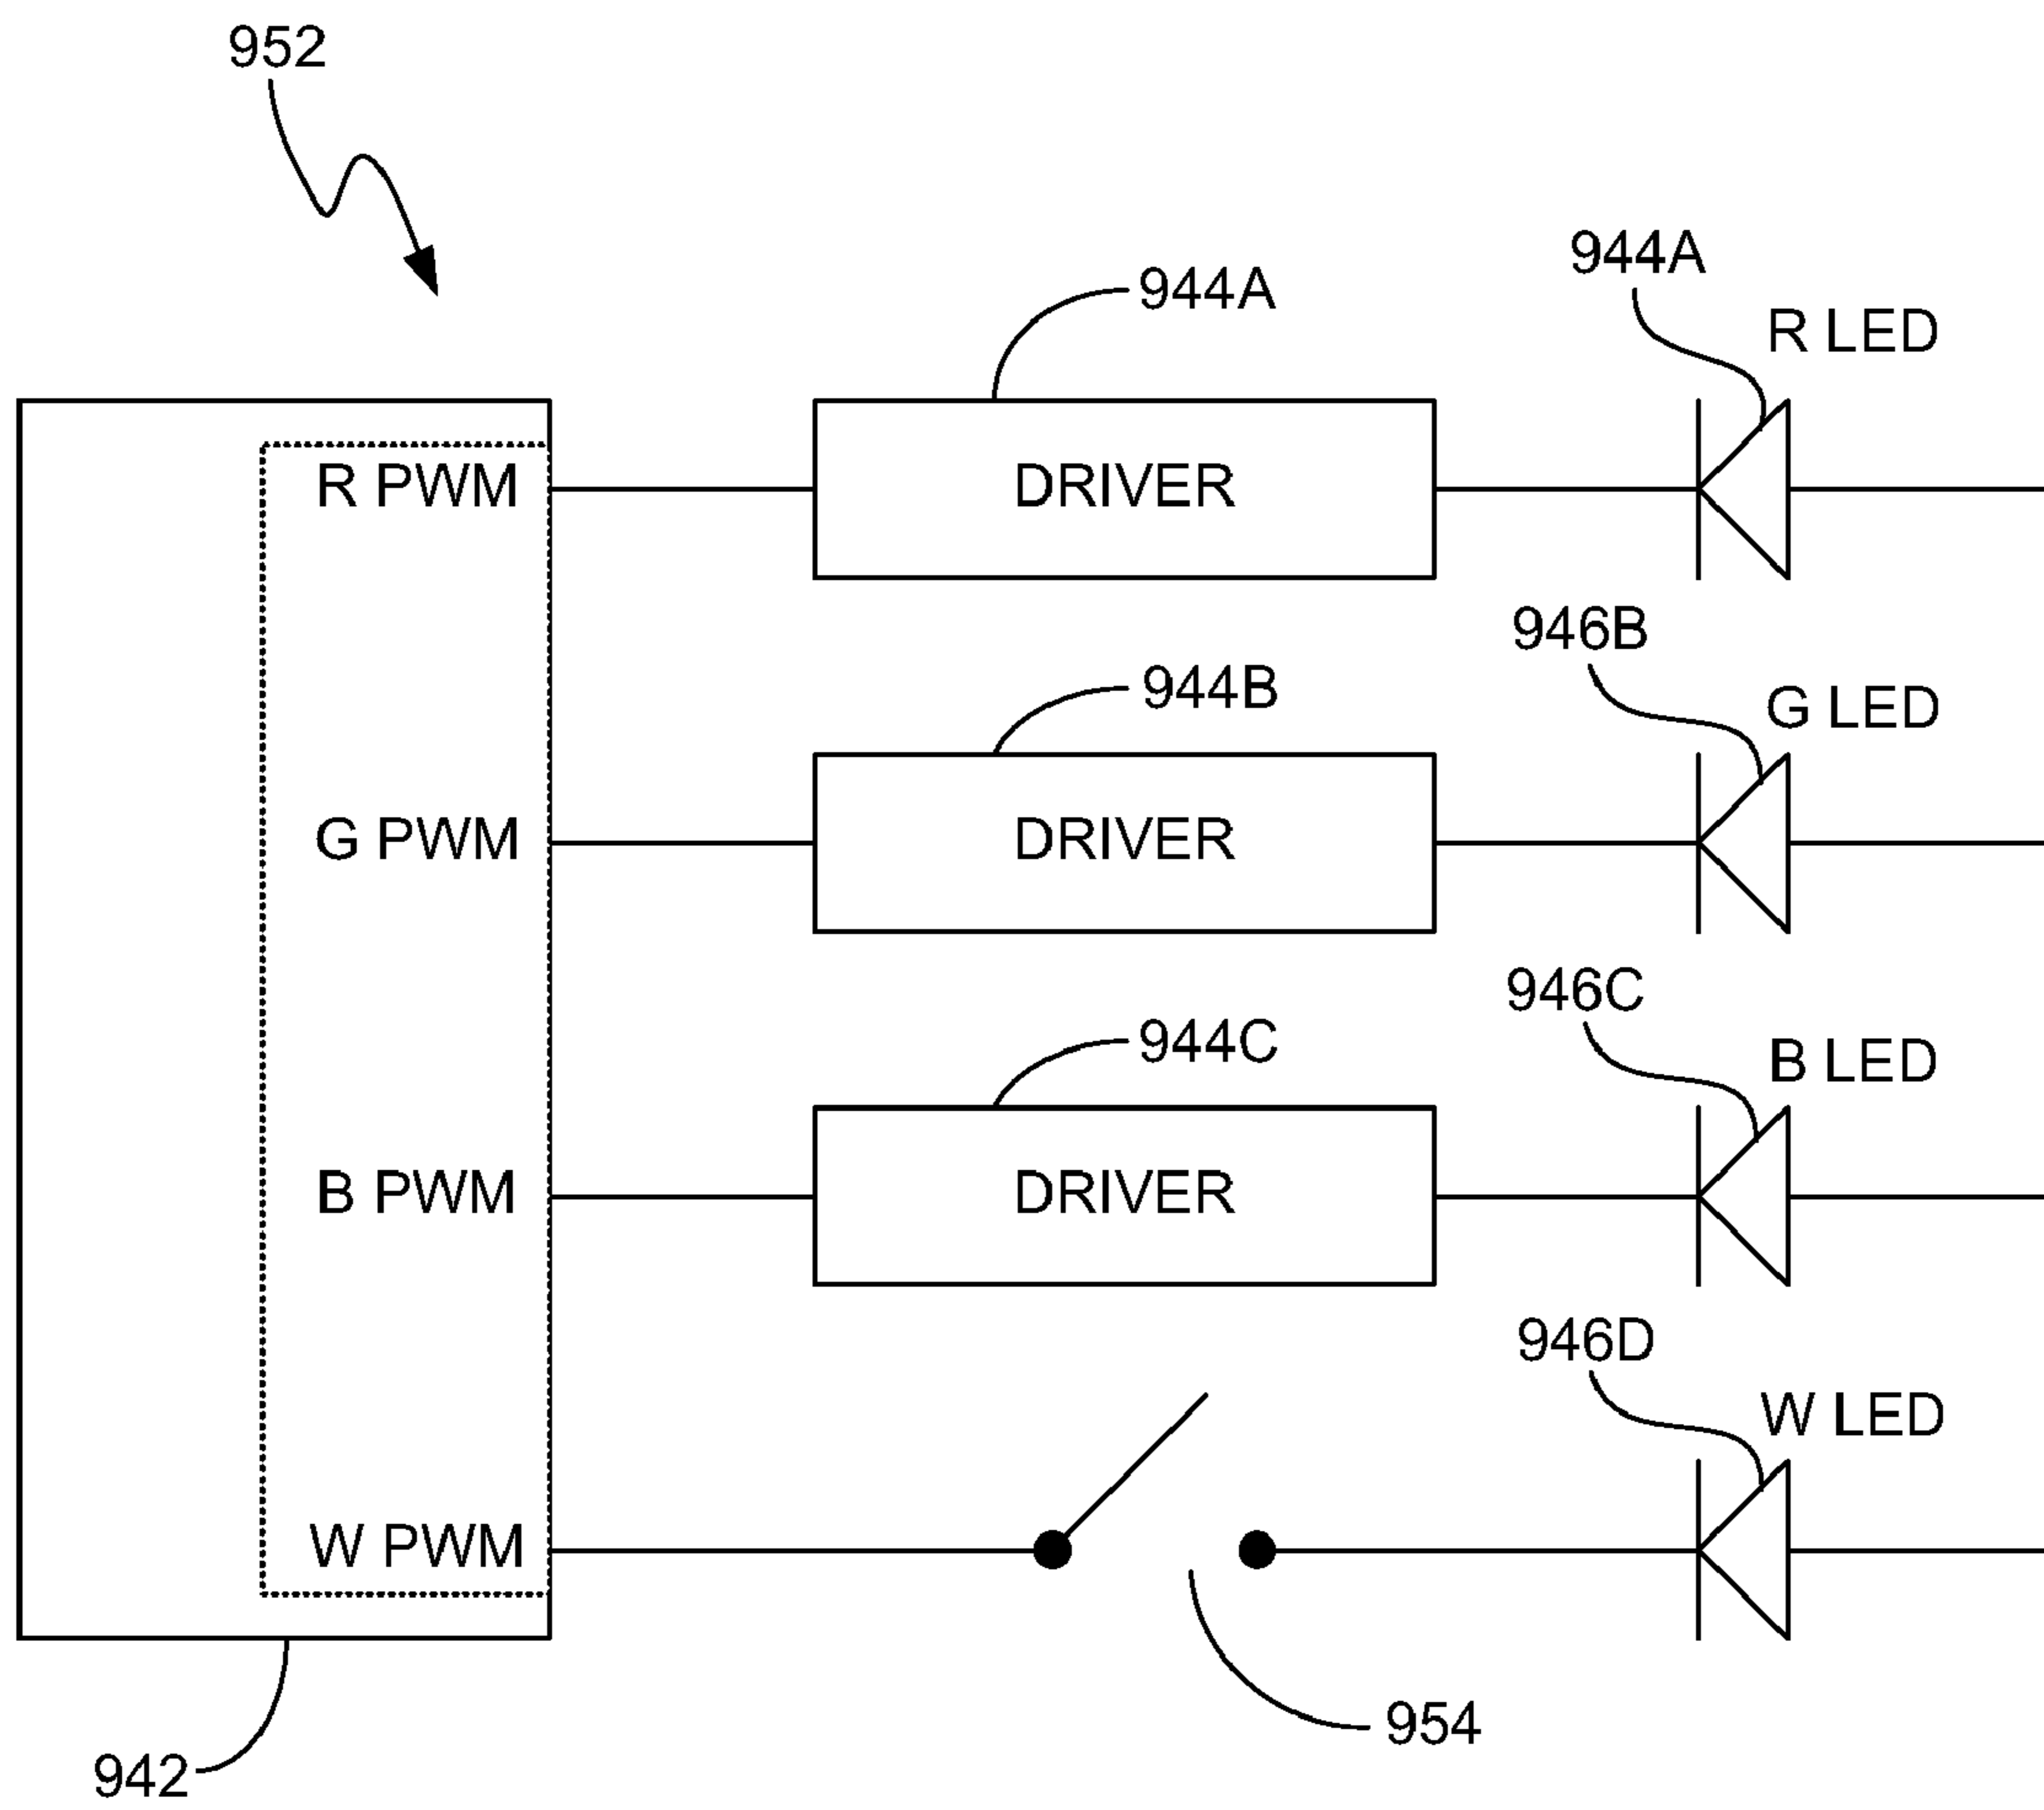 952
944A
944A
R LED
R PWM
DRIVER
946B
944B
G LED
G PWM
DRIVER
946C
944C
B LED
B PWM
DRIVER
946D
W LED
W PWM
954
942